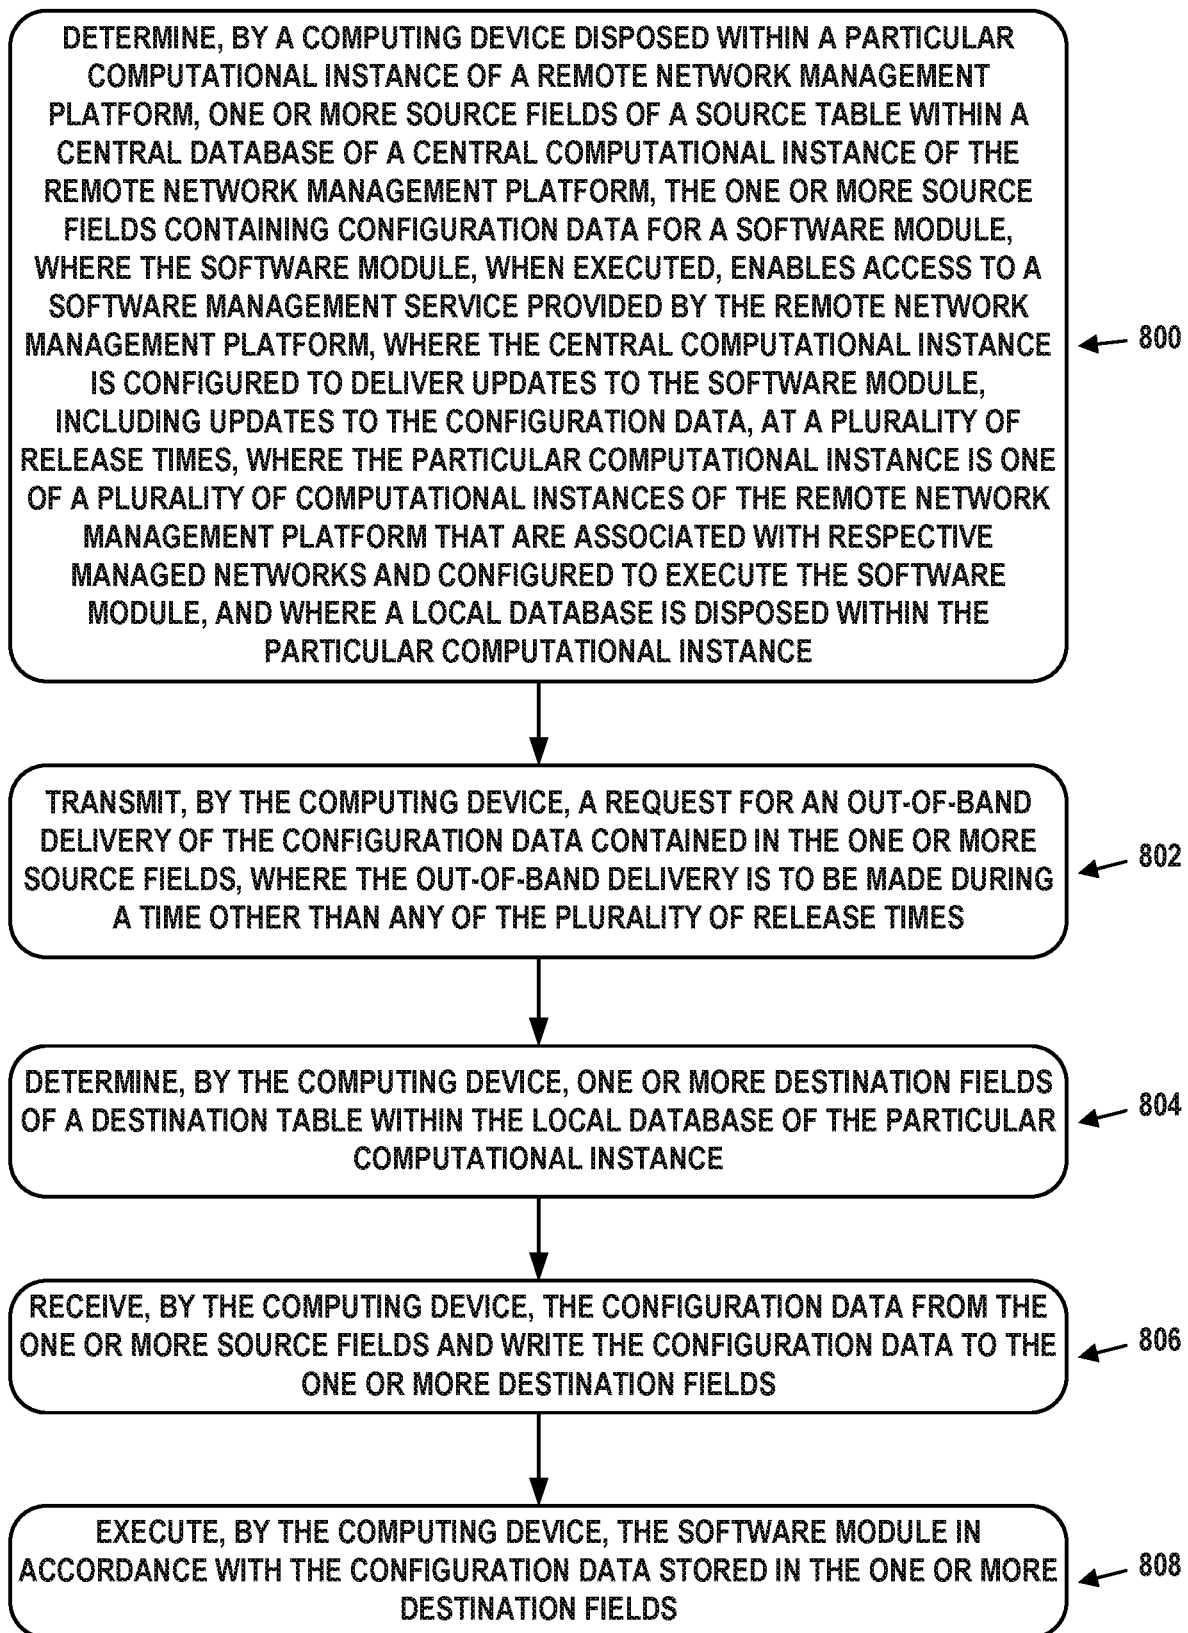 DETERMINE, BY A COMPUTING DEVICE DISPOSED WITHIN A PARTICULAR
COMPUTATIONAL INSTANCE OF A REMOTE NETWORK MANAGEMENT
PLATFORM, ONE OR MORE SOURCE FIELDS OF A SOURCE TABLE WITHIN A
CENTRAL DATABASE OF A CENTRAL COMPUTATIONAL INSTANCE OF THE
REMOTE NETWORK MANAGEMENT PLATFORM, THE ONE OR MORE SOURCE
FIELDS CONTAINING CONFIGURATION DATA FOR A SOFTWARE MODULE,
WHERE THE SOFTWARE MODULE, WHEN EXECUTED, ENABLES ACCESS TO A
SOFTWARE MANAGEMENT SERVICE PROVIDED BY THE REMOTE NETWORK
MANAGEMENT PLATFORM, WHERE THE CENTRAL COMPUTATIONAL INSTANCE
IS CONFIGURED TO DELIVER UPDATES TO THE SOFTWARE MODULE,
INCLUDING UPDATES TO THE CONFIGURATION DATA, AT A PLURALITY OF
RELEASE TIMES, WHERE THE PARTICULAR COMPUTATIONAL INSTANCE IS ONE
OF A PLURALITY OF COMPUTATIONAL INSTANCES OF THE REMOTE NETWORK
MANAGEMENT PLATFORM THAT ARE ASSOCIATED WITH RESPECTIVE
MANAGED NETWORKS AND CONFIGURED TO EXECUTE THE SOFTWARE
MODULE, AND WHERE A LOCAL DATABASE IS DISPOSED WITHIN THE
PARTICULAR COMPUTATIONAL INSTANCE
800
TRANSMIT, BY THE COMPUTING DEVICE, A REQUEST FOR AN OUT-OF-BAND
DELIVERY OF THE CONFIGURATION DATA CONTAINED IN THE ONE OR MORE
SOURCE FIELDS, WHERE THE OUT-OF-BAND DELIVERY IS TO BE MADE DURING
A TIME OTHER THAN ANY OF THE PLURALITY OF RELEASE TIMES
802
DETERMINE, BY THE COMPUTING DEVICE, ONE OR MORE DESTINATION FIELDS
OF A DESTINATION TABLE WITHIN THE LOCAL DATABASE OF THE PARTICULAR
COMPUTATIONAL INSTANCE
804
RECEIVE, BY THE COMPUTING DEVICE, THE CONFIGURATION DATA FROM THE
ONE OR MORE SOURCE FIELDS AND WRITE THE CONFIGURATION DATA TO THE
ONE OR MORE DESTINATION FIELDS
806
EXECUTE, BY THE COMPUTING DEVICE, THE SOFTWARE MODULE IN
ACCORDANCE WITH THE CONFIGURATION DATA STORED IN THE ONE OR MORE
DESTINATION FIELDS
808